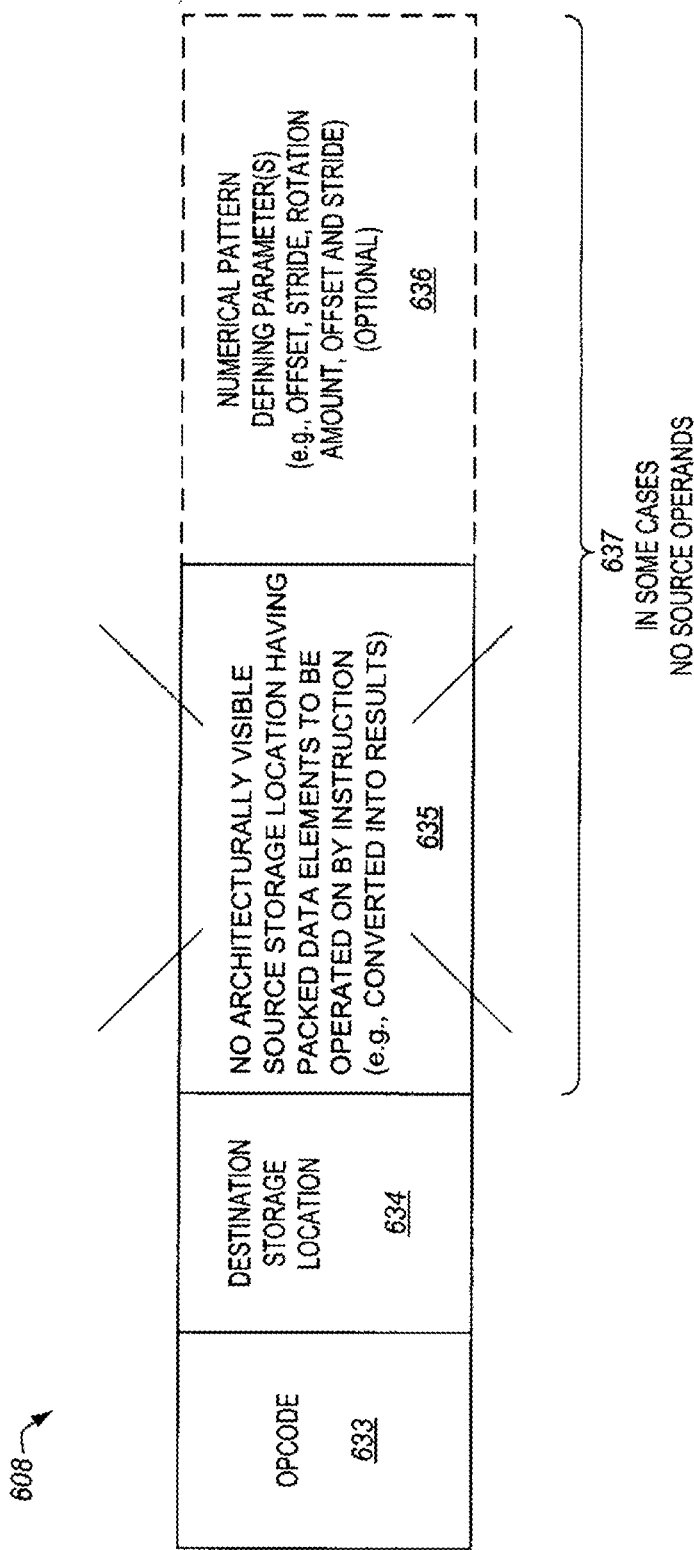 608
OPCODE
633
DESTINATION
STORAGE
LOCATION
634
NO ARCHITECTURALLY VISIBLE
SOURCE STORAGE LOCATION HAVING
PACKED DATA ELEMENTS TO BE
OPERATED ON BY INSTRUCTION
(e.g., CONVERTED INTO RESULTS)
635
NUMERICAL PATTERN
DEFINING PARAMETER(S)
(e.g., OFFSET, STRIDE, ROTATION
AMOUNT, OFFSET AND STRIDE)
(OPTIONAL)
636
637
IN SOME CASES
NO SOURCE OPERANDS